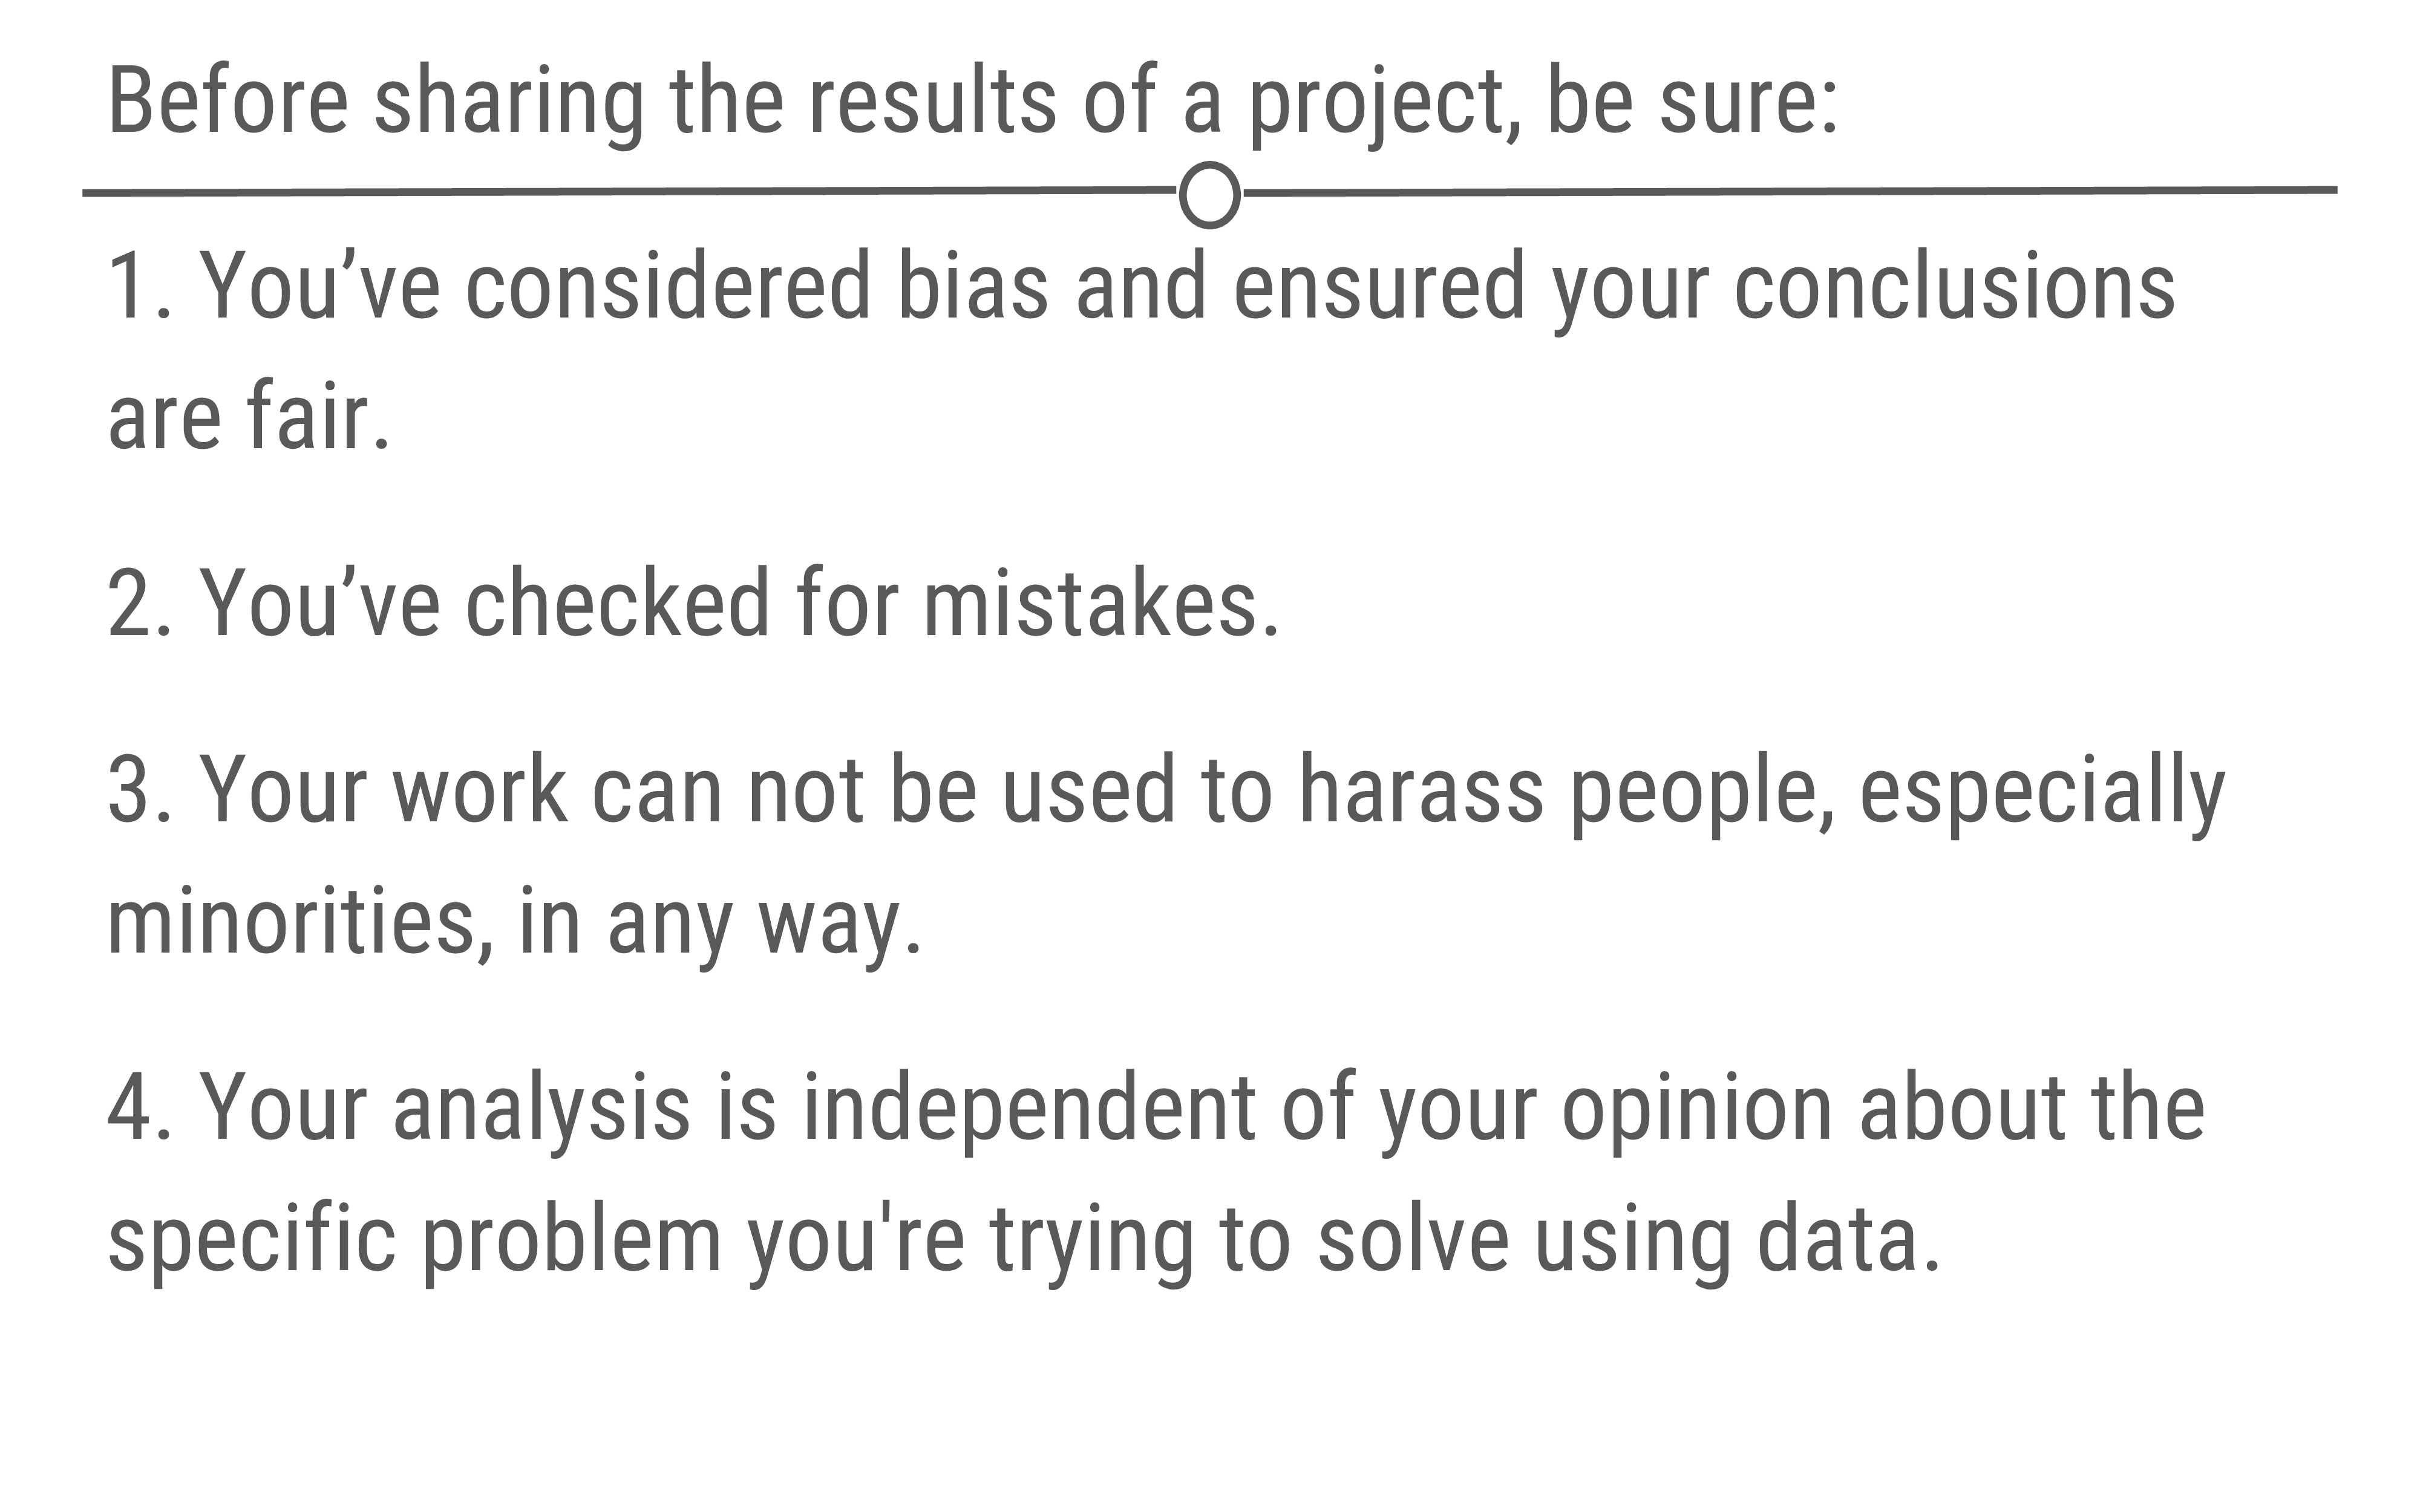 Before sharing the results of a project, be sure:
1. You’ve considered bias and ensured your conclusions
are fair.
2. You’ve checked for mistakes.
3. Your work can not be used to harass people, especially
minorities, in any way.
4. Your analysis is independent of your opinion about the
specific problem you're trying to solve using data.